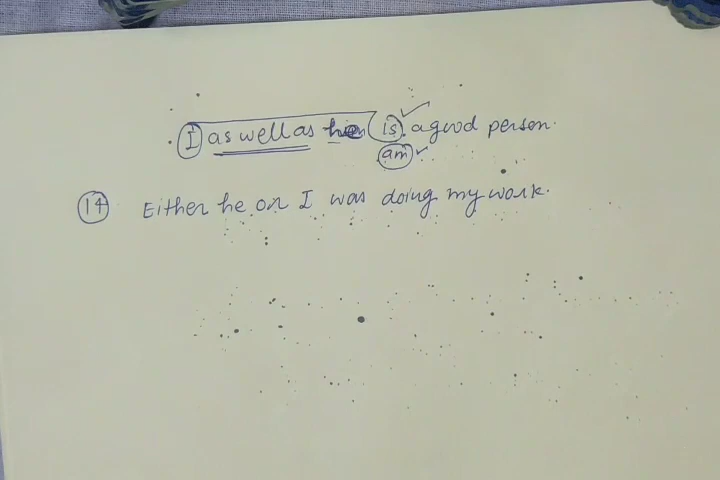 I as well as he is a good person.
am
14 Either he or I was doing my work.